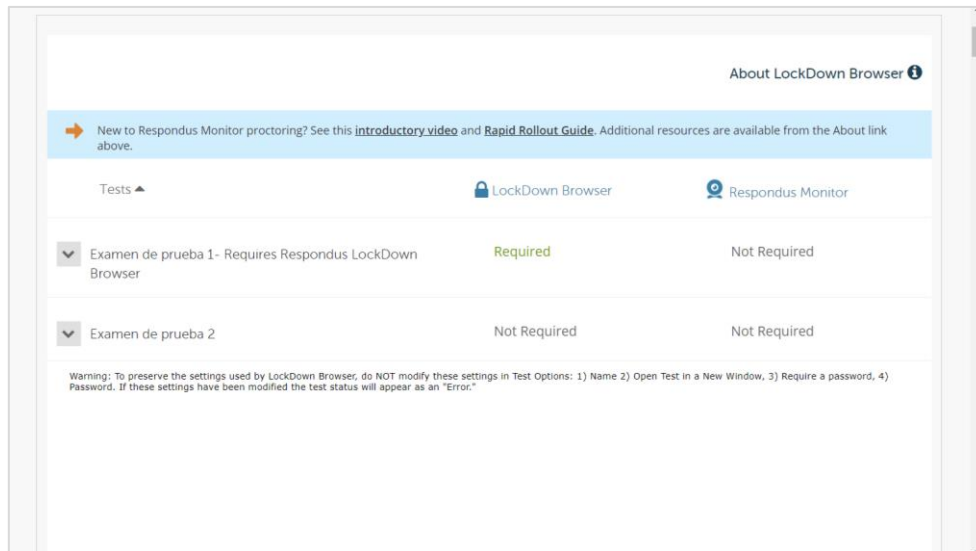 About LockDown Browser
New to Respondus Monitor proctoring? See this introductory video and Rapid Rollout Guide. Additional resources are available from the About link
above.
Tests LockDown Browser Respondus Monitor
Examen de prueba 1- Requires Respondus LockDown
Browser
Required Not Required
Examen de prueba 2 Not Required Not Required
Warning: To preserve the settings used by LockDown Browser, do NOT modify these settings in Test Options: 1) Name 2) Open Test in a New Window, 3) Require a password, 4)
Password. If these settings have been modified the test status will appear as an "Error."